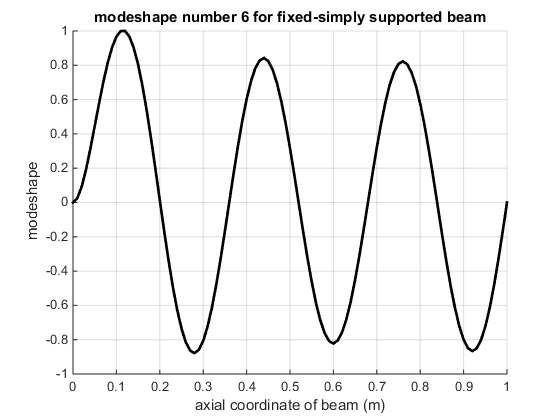 modeshape number 6 for fixed-simply supported beam
1
0.8
0.6
0.4
0.2
0
-0.2
-0.4
-0.6
-0.8
-1
modeshape
0 0.1 0.2 0.3 0.4 0.5 0.6 0.7 0.8 0.9 1
axial coordinate of beam (m)